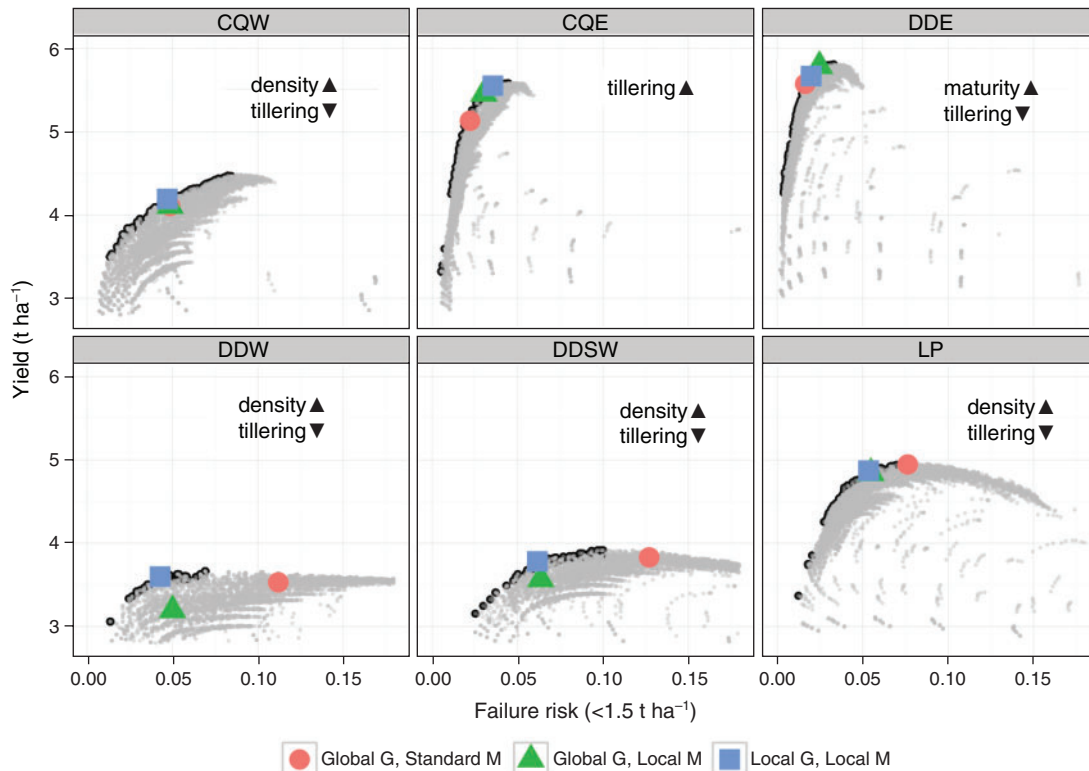 CQW CQE DDE
6
5
4
3
density▲
tillering▼
tillering▲
maturity▲
tillering▼
Yield (t ha⁻¹)
DDW DDSW LP
6
5
4
3
density▲
tillering▼
density▲
tillering▼
density▲
tillering▼
0.00 0.05 0.10 0.15 0.00 0.05 0.10 0.15 0.00 0.05 0.10 0.15
Failure risk (<1.5 t ha⁻¹)
Global G, Standard M Global G, Local M Local G, Local M